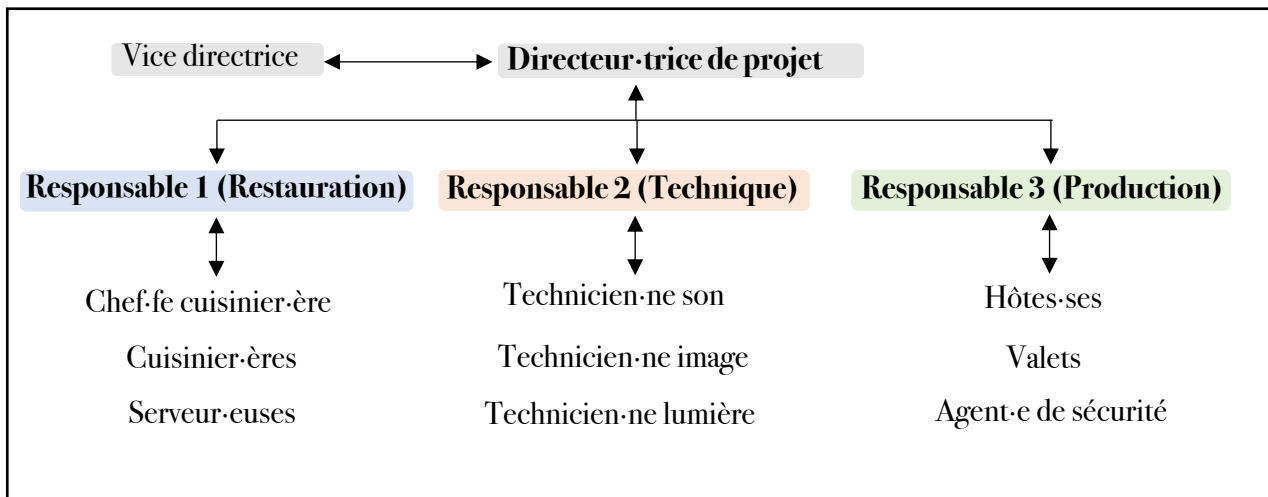 Vice directrice
Directeur·trice de projet
Responsable 1 (Restauration)
Responsable 2 (Technique)
Responsable 3 (Production)
Chef·fe cuisinier·ère
Technicien·ne son
Hôtes·ses
Cuisinier·ères
Technicien·ne image
Valets
Serveur·euses
Technicien·ne lumière
Agent·e de sécurité